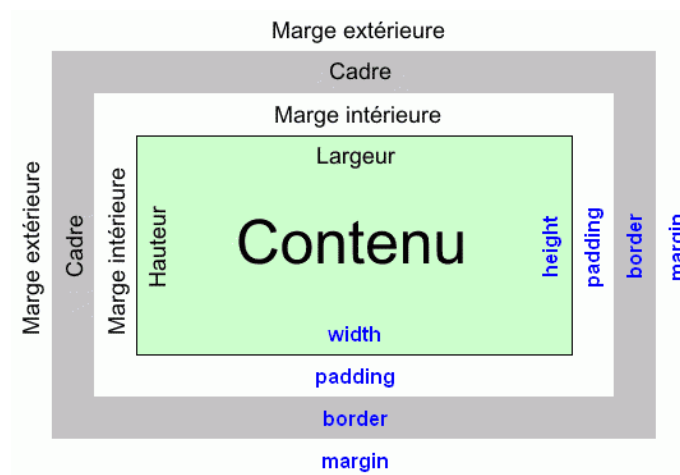 Marge extérieure
Cadre
Marge intérieure
Largeur
Marge extérieure
Cadre
Marge intérieure
Hauteur
Contenu
height
padding
border
margin
width
padding
border
margin